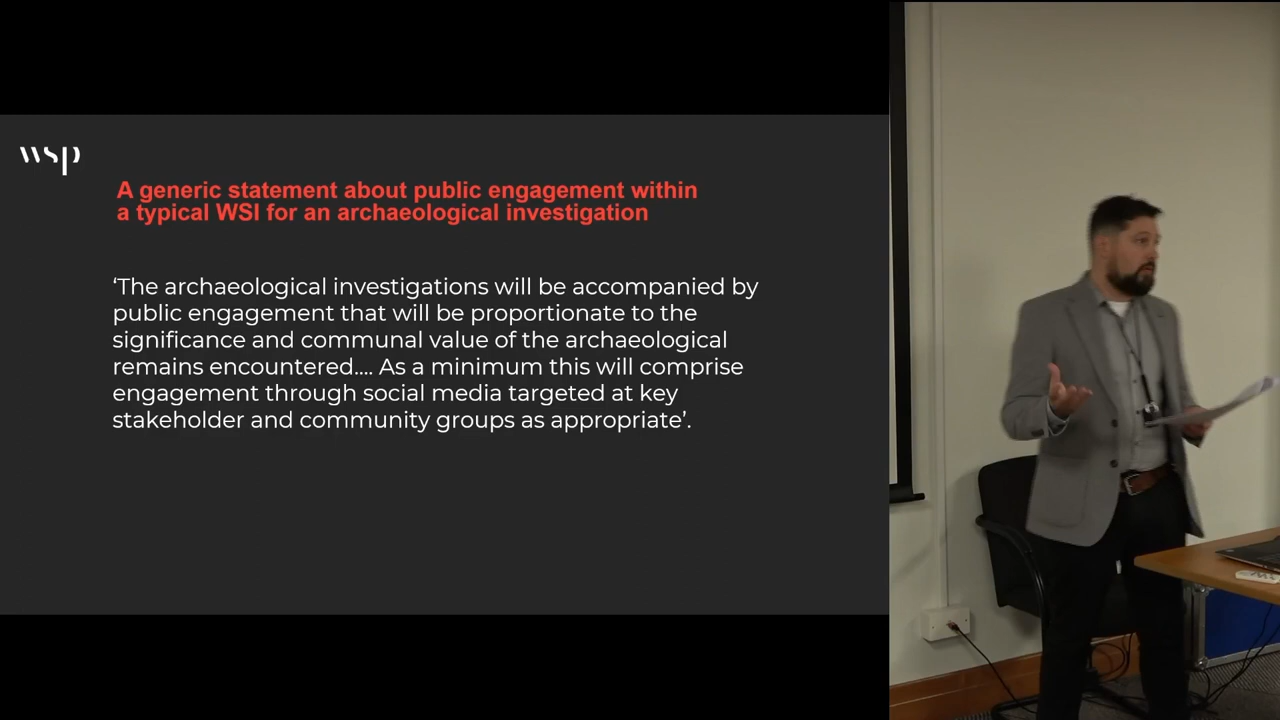 wsp
A generic statement about public engagement within
a typical WSI for an archaeological investigation
‘The archaeological investigations will be accompanied by
public engagement that will be proportionate to the
significance and communal value of the archaeological
remains encountered.... As a minimum this will comprise
engagement through social media targeted at key
stakeholder and community groups as appropriate’.